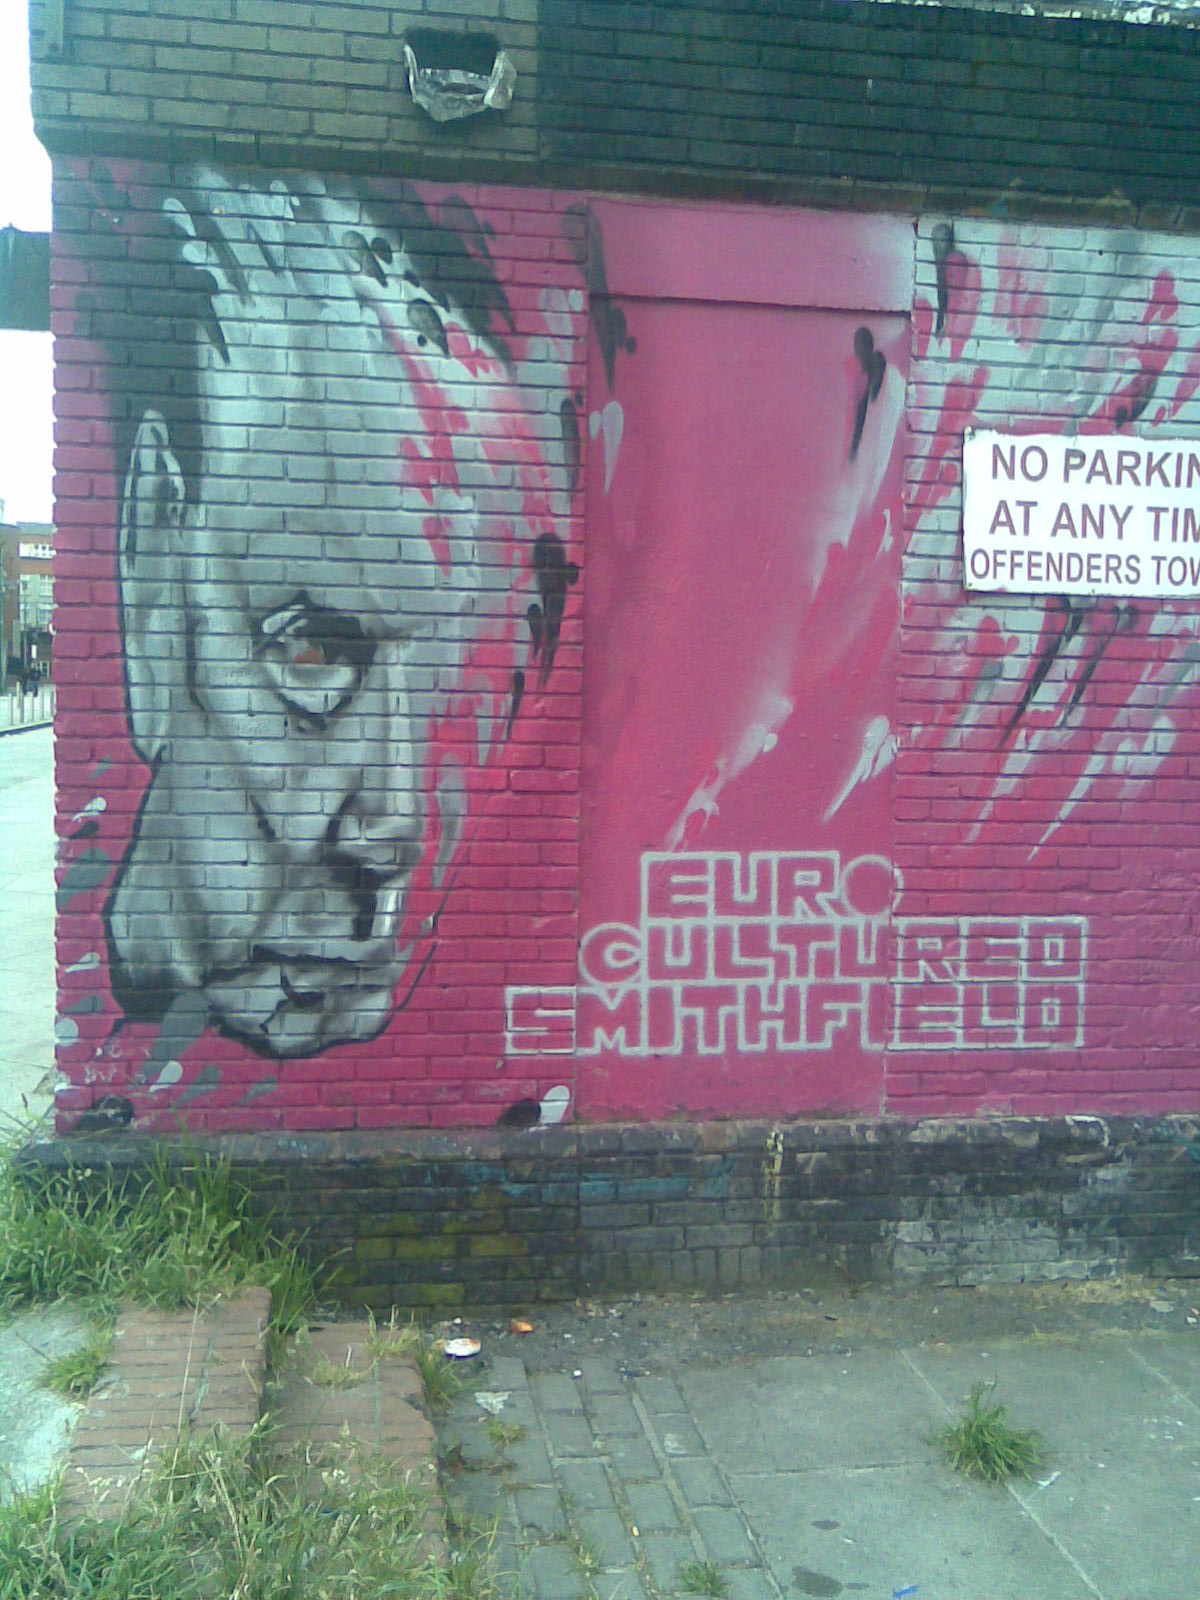 NO PARKIN
AT ANY TIM
OFFENDERS TOW
EURO
CULTURED
SMITHFIELD